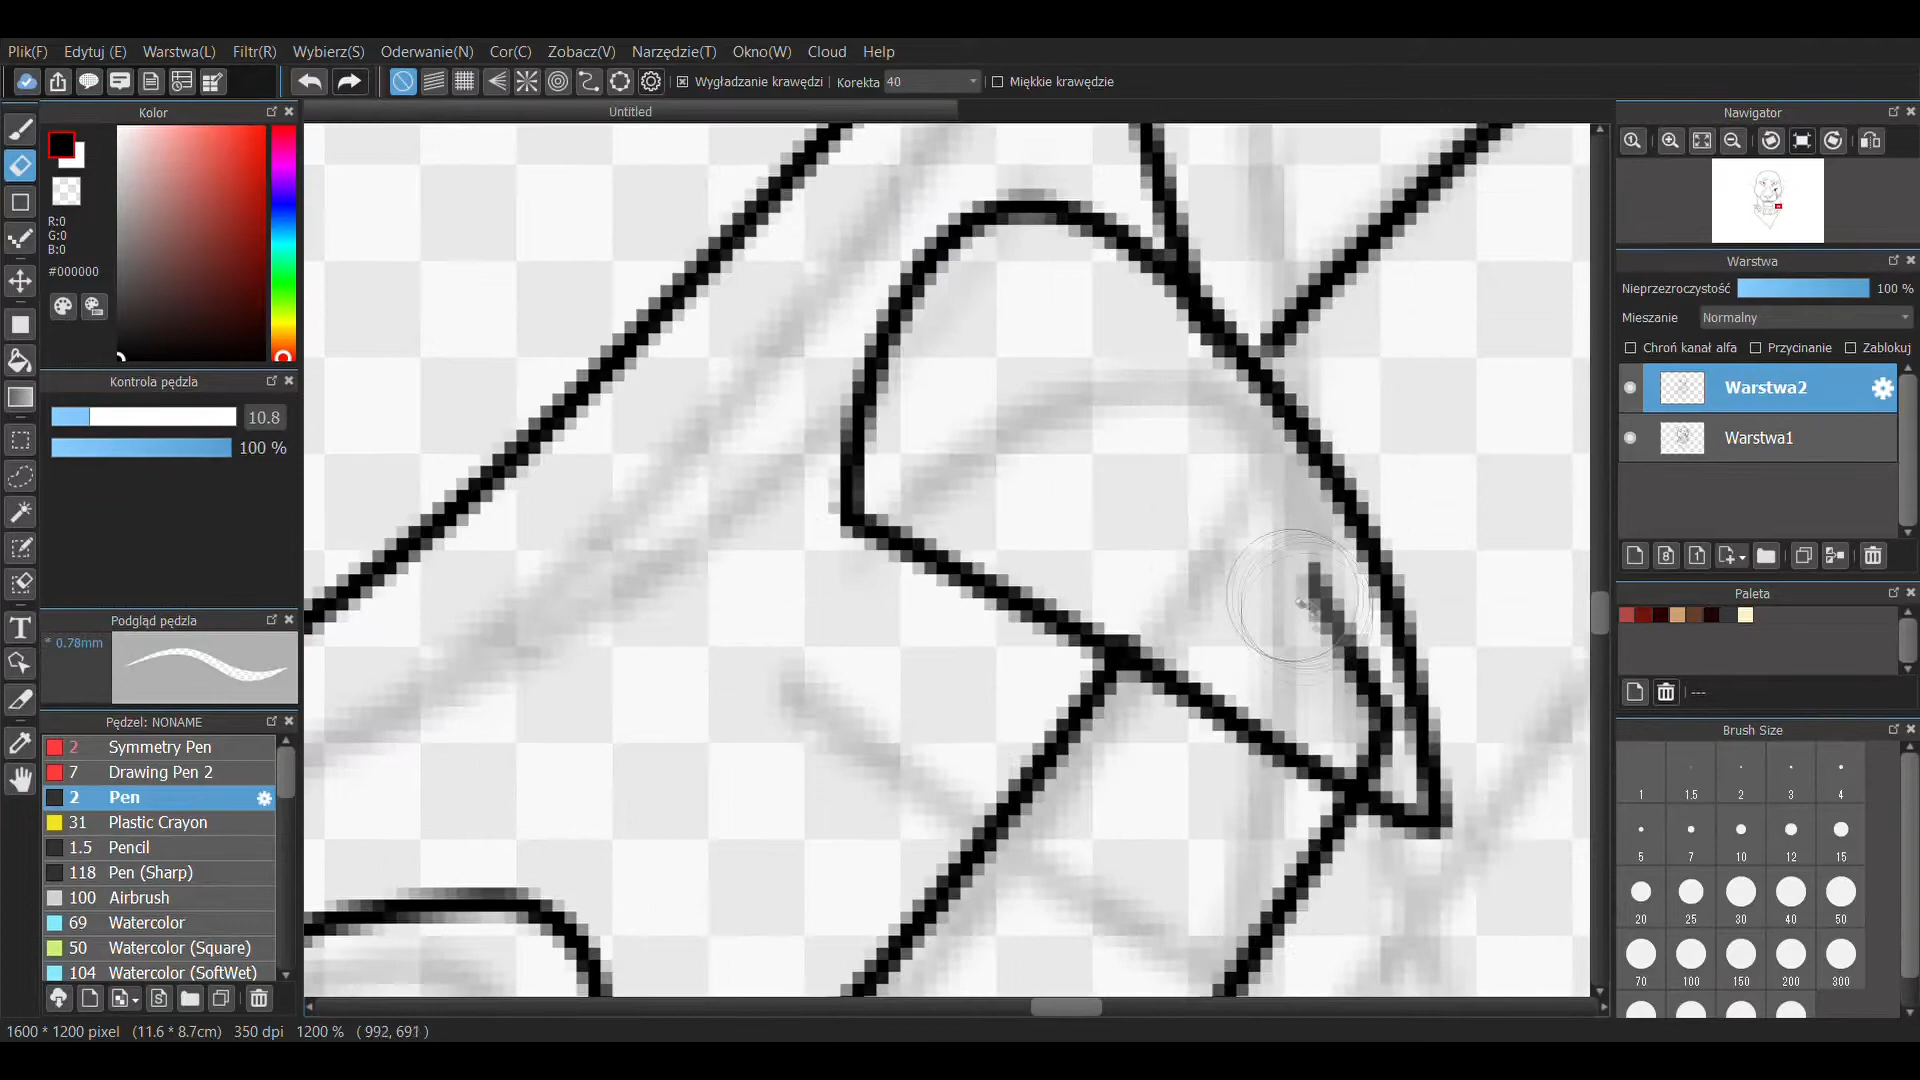 Plik(F) Edytuj (E) Warstwa(L) Filtr(R) Wybierz(S) Oderwanie(N) Cor(C) Zobacz(V) Narzędzie(T) Okno(W) Cloud Help
Wygładzanie krawędzi Korekta 40 Miękkie krawędzie
Kolor
Untitled
Nawigator
R:0
G:0
B:0
#000000
Warstwa
Nieprzezroczystość 100 %
Mieszanie Normalny
Chroń kanał alfa Przycinanie Zablokuj
Warstwa2
Warstwa1
Kontrola pędzla
10.8
100 %
Paleta
---
Podgląd pędzla
* 0.78mm
Pędzel: NONAME
2 Symmetry Pen
7 Drawing Pen 2
2 Pen
31 Plastic Crayon
1.5 Pencil
118 Pen (Sharp)
100 Airbrush
69 Watercolor
50 Watercolor (Square)
104 Watercolor (SoftWet)
Brush Size
1 1.5 2 3 4
5 7 10 12 15
20 25 30 40 50
70 100 150 200 300
1600 * 1200 pixel (11.6 * 8.7cm) 350 dpi 1200 % ( 992, 691 )